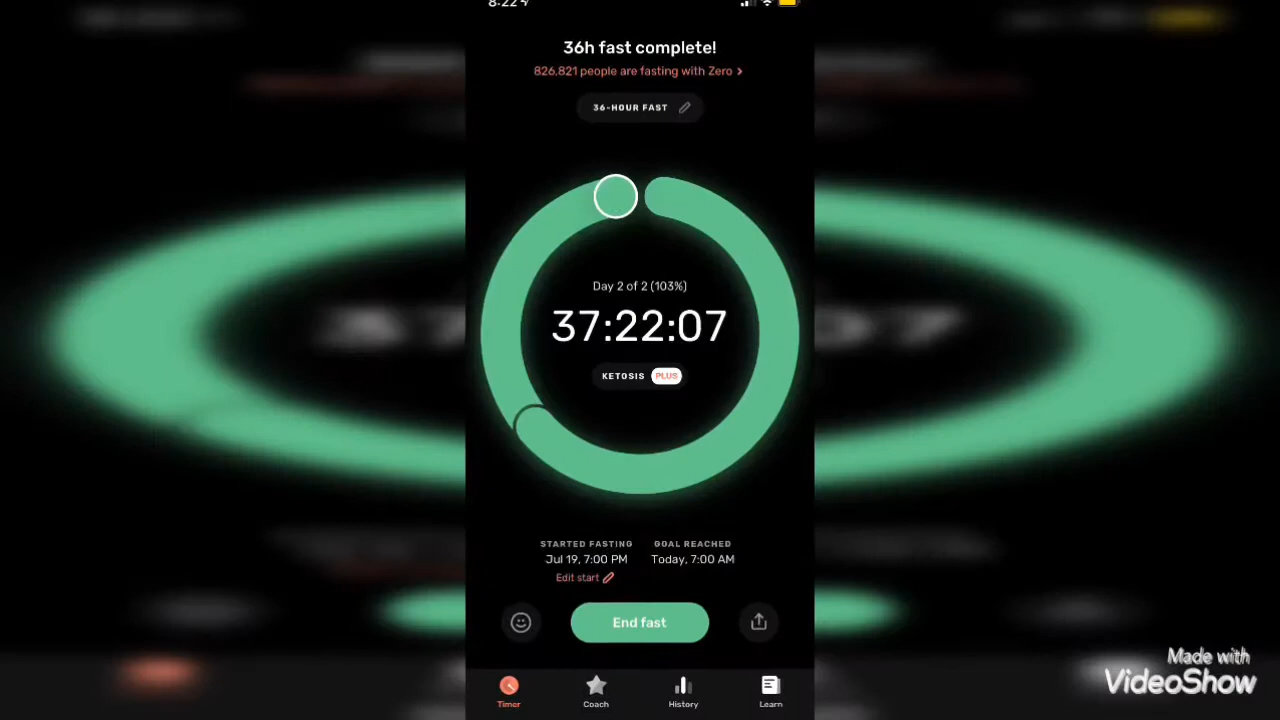 8:22
36h fast complete!
826,821 people are fasting with Zero >
36-HOUR FAST
Day 2 of 2 (103%)
37:22:07
KETOSIS PLUS
STARTED FASTING GOAL REACHED
Jul 19, 7:00 PM Today, 7:00 AM
Edit start
End fast
Timer Coach History Learn
Made with
VideoShow